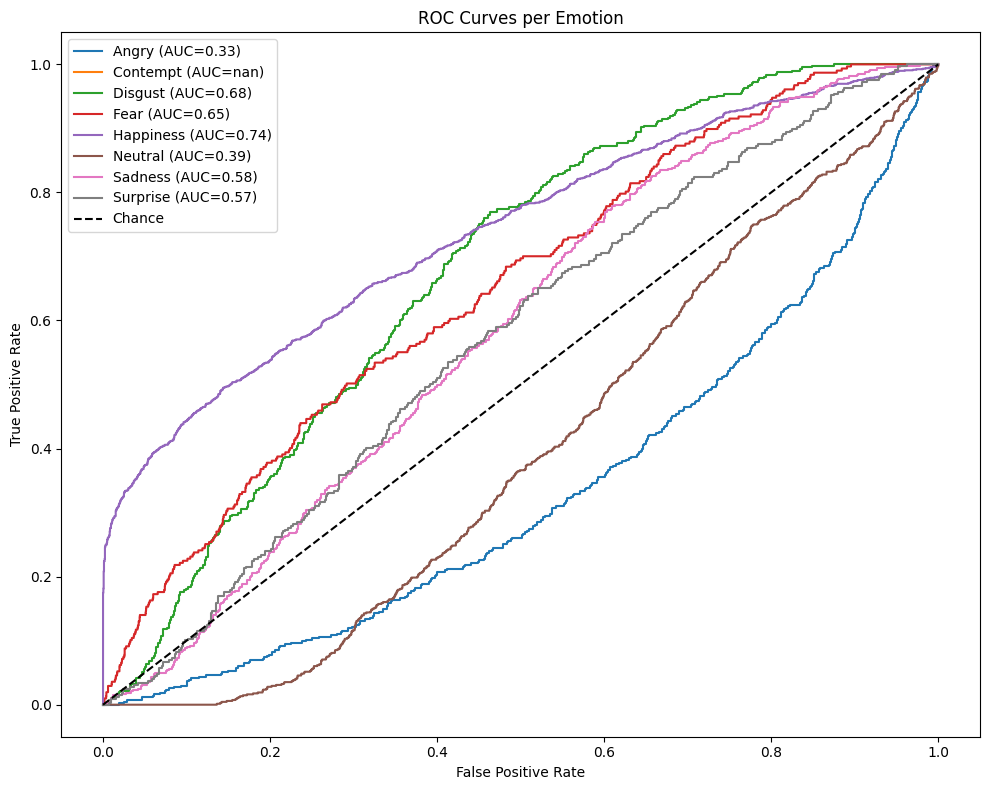 ROC Curves per Emotion
Angry (AUC=0.33)
Contempt (AUC=nan)
Disgust (AUC=0.68)
Fear (AUC=0.65)
Happiness (AUC=0.74)
Neutral (AUC=0.39)
Sadness (AUC=0.58)
Surprise (AUC=0.57)
Chance
True Positive Rate
1.0
0.8
0.6
0.4
0.2
0.0
0.0 0.2 0.4 0.6 0.8 1.0
False Positive Rate